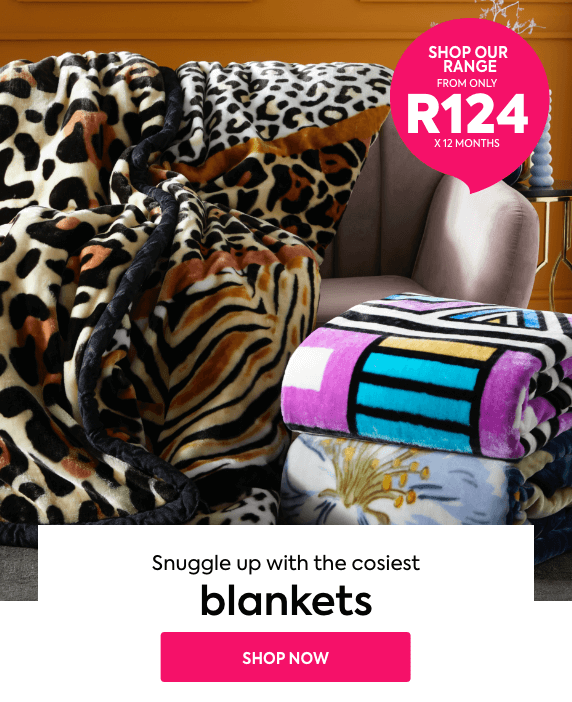 SHOP OUR
RANGE
FROM ONLY
R124
X 12 MONTHS
Snuggle up with the cosiest
blankets
SHOP NOW